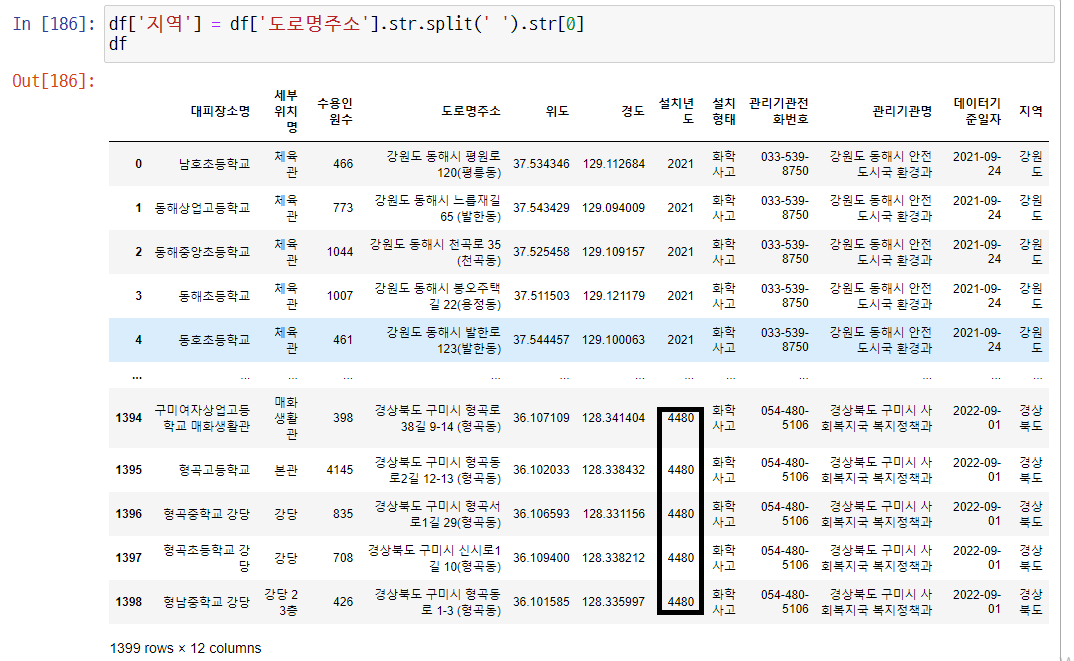 In [186]: df['지역'] = df['도로명주소'].str.split(' ').str[0]
df
Out[186]:
대피장소명 세부위치명 수용인원수 도로명주소 위도 경도 설치년도 설치형태 관리기관전화번호 관리기관명 데이터기준일자 지역
0 남호초등학교 체육관 466 강원도 동해시 평원로 120(평릉동) 37.534346 129.112684 2021 화학사고 033-539-8750 강원도 동해시 안전도시국 환경과 2021-09-24 강원도
1 동해상업고등학교 체육관 773 강원도 동해시 느릅재길 65 (발한동) 37.543429 129.094009 2021 화학사고 033-539-8750 강원도 동해시 안전도시국 환경과 2021-09-24 강원도
2 동해중앙초등학교 체육관 1044 강원도 동해시 천곡로 35 (천곡동) 37.525458 129.109157 2021 화학사고 033-539-8750 강원도 동해시 안전도시국 환경과 2021-09-24 강원도
3 동해초등학교 체육관 1007 강원도 동해시 봉오주택길 22(용정동) 37.511503 129.121179 2021 화학사고 033-539-8750 강원도 동해시 안전도시국 환경과 2021-09-24 강원도
4 동호초등학교 체육관 461 강원도 동해시 발한로 123(발한동) 37.544457 129.100063 2021 화학사고 033-539-8750 강원도 동해시 안전도시국 환경과 2021-09-24 강원도
... ... ... ... ... ... ... ... ... ... ... ... ...
1394 구미여자상업고등학교 매화생활관 매화생활관 398 경상북도 구미시 형곡로38길 9-14 (형곡동) 36.107109 128.341404 4480 화학사고 054-480-5106 경상북도 구미시 사회복지국 복지정책과 2022-09-01 경상북도
1395 형곡고등학교 본관 4145 경상북도 구미시 형곡동로2길 12-13 (형곡동) 36.102033 128.338432 4480 화학사고 054-480-5106 경상북도 구미시 사회복지국 복지정책과 2022-09-01 경상북도
1396 형곡중학교 강당 강당 835 경상북도 구미시 형곡서로1길 29(형곡동) 36.106593 128.331156 4480 화학사고 054-480-5106 경상북도 구미시 사회복지국 복지정책과 2022-09-01 경상북도
1397 형곡초등학교 강당 강당 708 경상북도 구미시 신시로1길 10(형곡동) 36.109400 128.338212 4480 화학사고 054-480-5106 경상북도 구미시 사회복지국 복지정책과 2022-09-01 경상북도
1398 형남중학교 강당 강당 2 3층 426 경상북도 구미시 형곡동로 1-3 (형곡동) 36.101585 128.335997 4480 화학사고 054-480-5106 경상북도 구미시 사회복지국 복지정책과 2022-09-01 경상북도
1399 rows × 12 columns